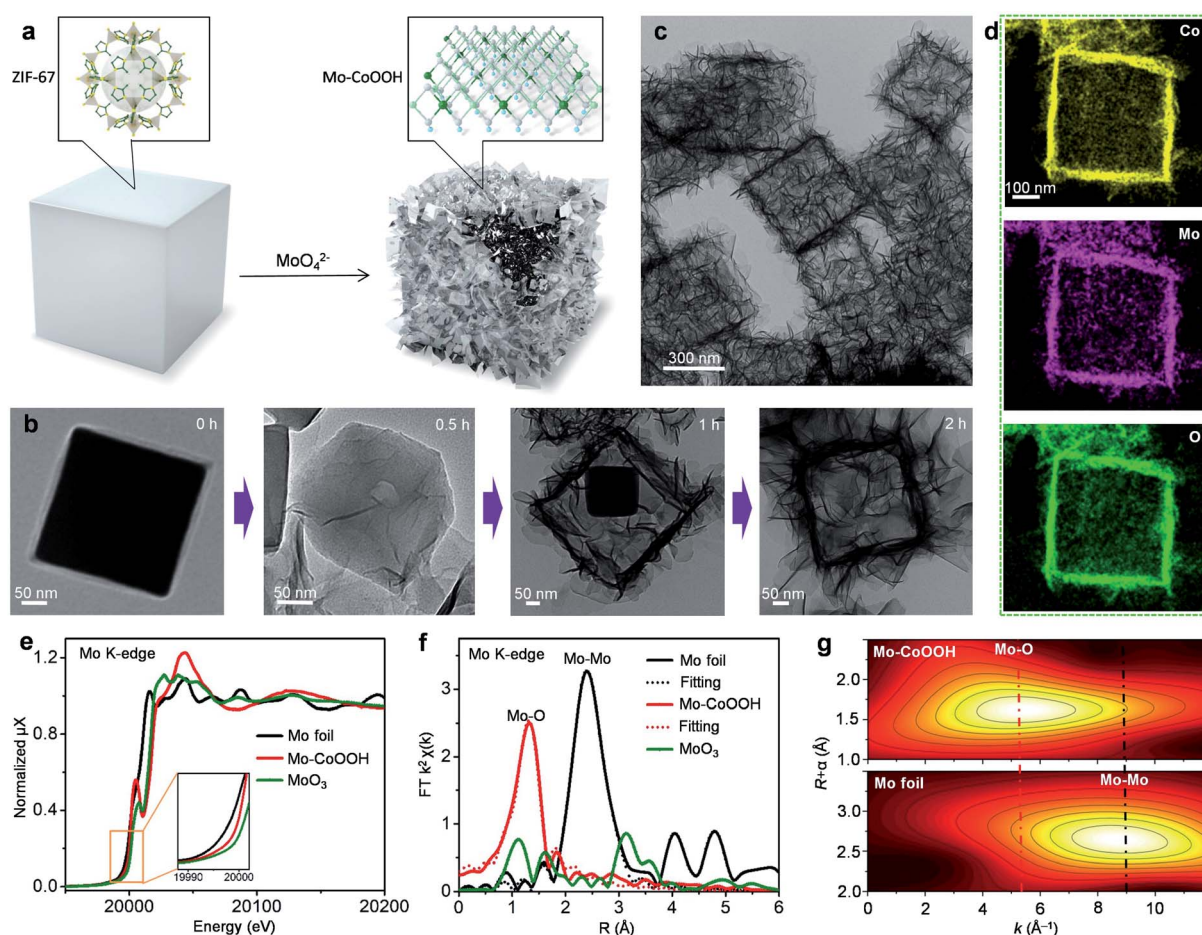 a
ZIF-67
Mo-CoOOH
MoO₄²⁻
b
0 h
50 nm
0.5 h
50 nm
1 h
50 nm
2 h
50 nm
c
300 nm
d
Co
100 nm
Mo
O
e
Mo K-edge
Normalized μX
1.2
0.8
0.4
0.0
Mo foil
Mo-CoOOH
MoO₃
19990 20000
20000 20100 20200
Energy (eV)
f
Mo K-edge
FT k² χ(k)
3
2
1
0
Mo-O
Mo-Mo
Mo foil
Fitting
Mo-CoOOH
Fitting
MoO₃
0 1 2 3 4 5 6
R (Å)
g
R+α (Å)
Mo-CoOOH
Mo-O
2.0
1.5
1.0
Mo foil
Mo-Mo
3.0
2.5
2.0
0 2 4 6 8 10
k (Å⁻¹)